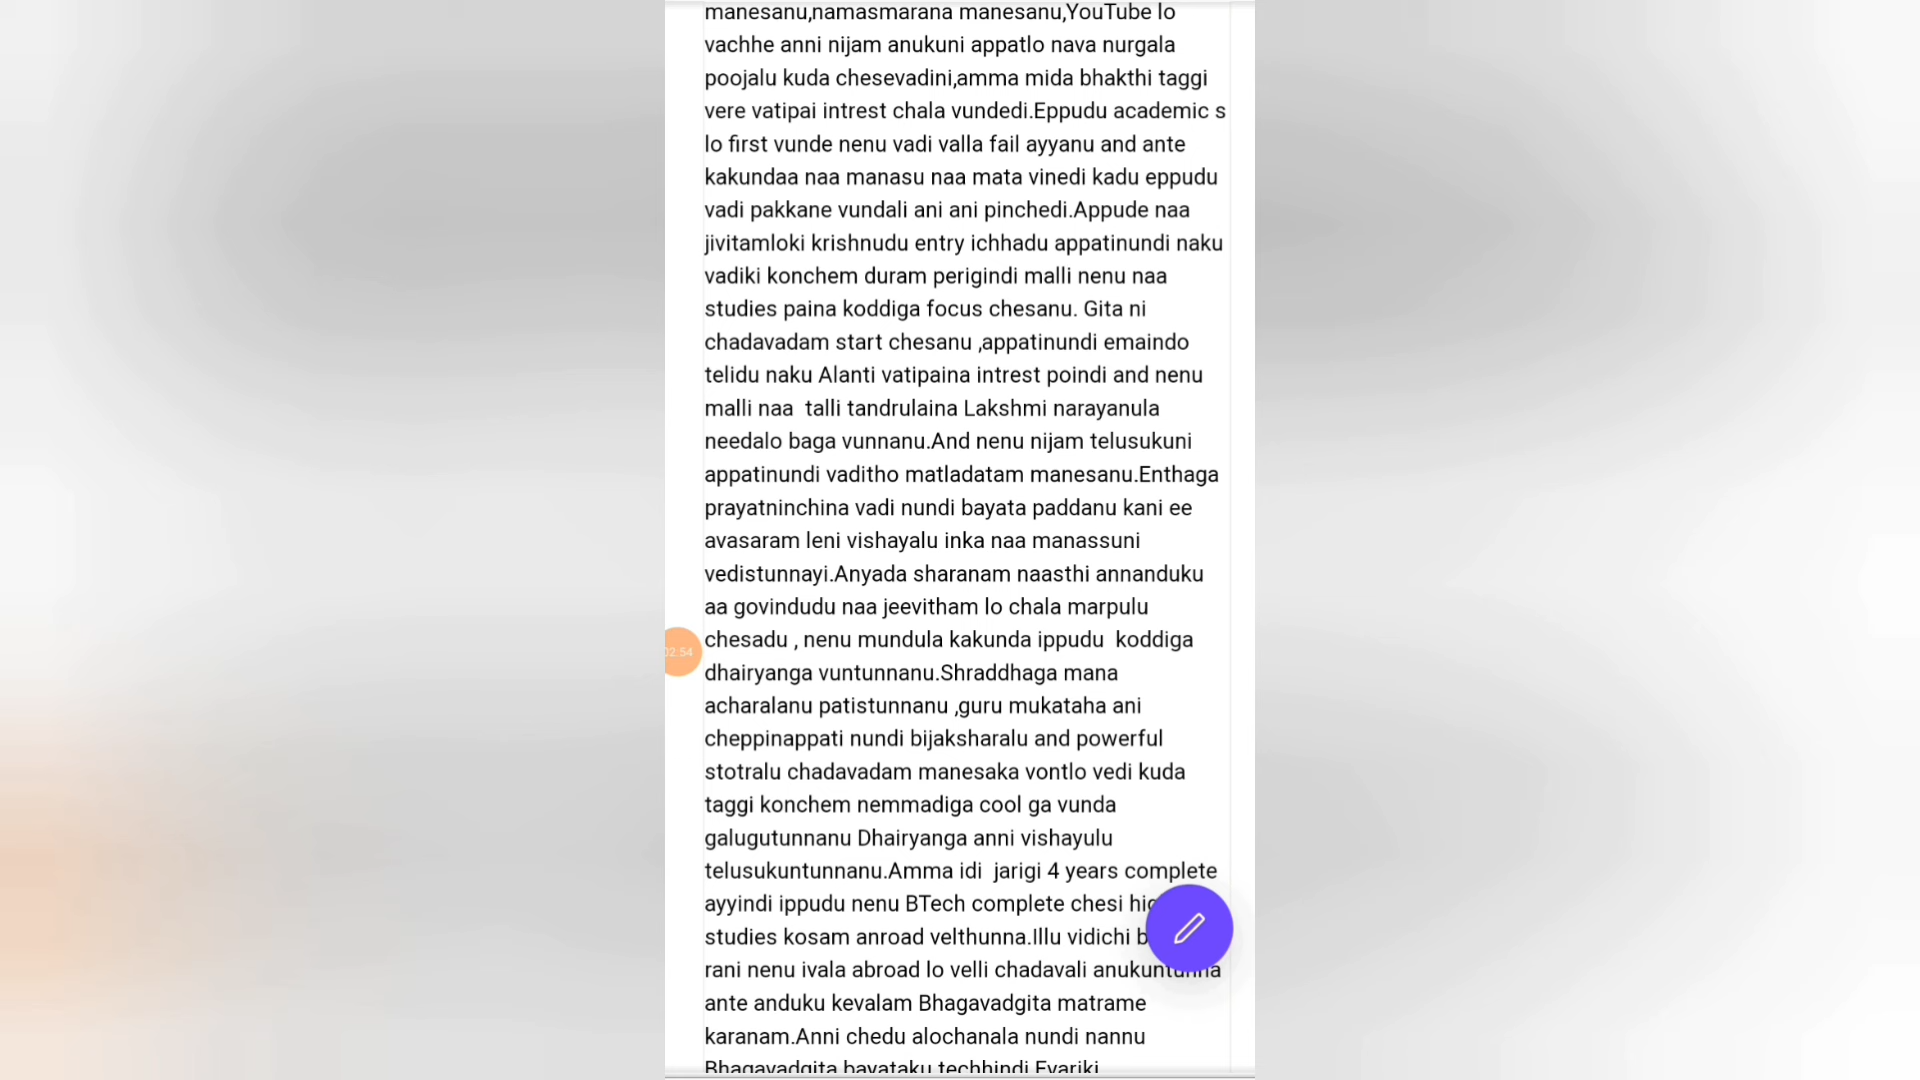 manesanu,namasmarana manesanu,YouTube lo
vachhe anni nijam anukuni appatlo nava nurgala
poojalu kuda chesevadini,amma mida bhakthi taggi
vere vatipai intrest chala vundedi.Eppudu academic s
lo first vunde nenu vadi valla fail ayyanu and ante
kakundaa naa manasu naa mata vinedi kadu eppudu
vadi pakkane vundali ani ani pinchedi.Appude naa
jivitamloki krishnudu entry ichhadu appatinundi naku
vadiki konchem duram perigindi malli nenu naa
studies paina koddiga focus chesanu. Gita ni
chadavadam start chesanu ,appatinundi emaindo
telidu naku Alanti vatipaina intrest poindi and nenu
malli naa  talli tandrulaina Lakshmi narayanula
needalo baga vunnanu.And nenu nijam telusukuni
appatinundi vaditho matladatam manesanu.Enthaga
prayatninchina vadi nundi bayata paddanu kani ee
avasaram leni vishayalu inka naa manassuni
vedistunnayi.Anyada sharanam naasthi annanduku
aa govindudu naa jeevitham lo chala marpulu
chesadu , nenu mundula kakunda ippudu  koddiga
02:54
dhairyanga vuntunnanu.Shraddhaga mana
acharalanu patistunnanu ,guru mukataha ani
cheppinappati nundi bijaksharalu and powerful
stotralu chadavadam manesaka vontlo vedi kuda
taggi konchem nemmadiga cool ga vunda
galugutunnanu Dhairyanga anni vishayulu
telusukuntunnanu.Amma idi  jarigi 4 years complete
ayyindi ippudu nenu BTech complete chesi
studies kosam anroad velthunna.Illu vidichi
rani nenu ivala abroad lo velli chadavali anukuntunna
ante anduku kevalam Bhagavadgita matrame
karanam.Anni chedu alochanala nundi nannu
Bhagavadgita bayataku techhindi.Evariki